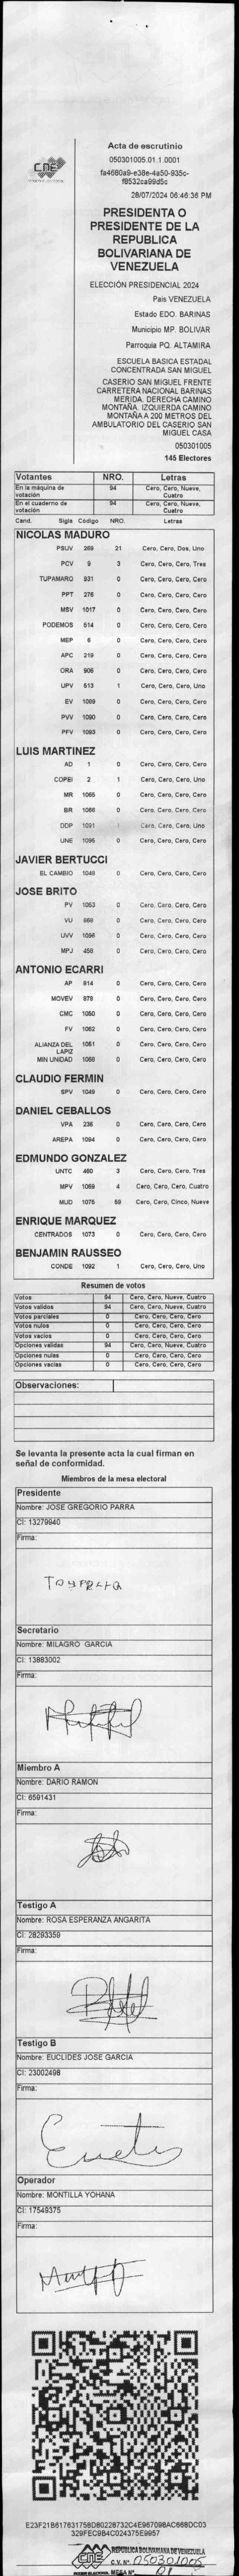 CNE
Acta de escrutinio
050301005.01.1.0001
fa4680a9-e38e-4a50-935c-
f8532ca99d5c
28/07/2024 06:46:36 PM
PRESIDENTA O
PRESIDENTE DE LA
REPUBLICA
BOLIVARIANA DE
VENEZUELA
ELECCIÓN PRESIDENCIAL 2024
Pais VENEZUELA
Estado EDO. BARINAS
Municipio MP. BOLIVAR
Parroquia PQ. ALTAMIRA
ESCUELA BASICA ESTADAL
CONCENTRADA SAN MIGUEL
CASERIO SAN MIGUEL FRENTE
CARRETERA NACIONAL BARINAS
MERIDA. DERECHA CAMINO
MONTAÑA. IZQUIERDA CAMINO
MONTAÑA A 200 METROS DEL
AMBULATORIO DEL CASERIO SAN
MIGUEL CASA
050301005
145 Electores
Votantes NRO. Letras
En la máquina de votación 94 Cero, Cero, Nueve, Cuatro
En el cuaderno de votación 94 Cero, Cero, Nueve, Cuatro
Cand. Sigla Código NRO. Letras
NICOLAS MADURO
PSUV 269 21 Cero, Cero, Dos, Uno
PCV 9 3 Cero, Cero, Cero, Tres
TUPAMARO 931 0 Cero, Cero, Cero, Cero
PPT 276 0 Cero, Cero, Cero, Cero
MSV 1017 0 Cero, Cero, Cero, Cero
PODEMOS 514 0 Cero, Cero, Cero, Cero
MEP 6 0 Cero, Cero, Cero, Cero
APC 219 0 Cero, Cero, Cero, Cero
ORA 906 0 Cero, Cero, Cero, Cero
UPV 513 1 Cero, Cero, Cero, Uno
EV 1089 0 Cero, Cero, Cero, Cero
PVV 1090 0 Cero, Cero, Cero, Cero
PFV 1093 0 Cero, Cero, Cero, Cero
LUIS MARTINEZ
AD 1 0 Cero, Cero, Cero, Cero
COPEI 2 1 Cero, Cero, Cero, Uno
MR 1065 0 Cero, Cero, Cero, Cero
BR 1066 0 Cero, Cero, Cero, Cero
DDP 1091 1 Cero, Cero, Cero, Uno
UNE 1095 0 Cero, Cero, Cero, Cero
JAVIER BERTUCCI
EL CAMBIO 1048 0 Cero, Cero, Cero, Cero
JOSE BRITO
PV 1053 0 Cero, Cero, Cero, Cero
VU 868 0 Cero, Cero, Cero, Cero
UVV 1096 0 Cero, Cero, Cero, Cero
MPJ 458 0 Cero, Cero, Cero, Cero
ANTONIO ECARRI
AP 814 0 Cero, Cero, Cero, Cero
MOVEV 878 0 Cero, Cero, Cero, Cero
CMC 1050 0 Cero, Cero, Cero, Cero
FV 1062 0 Cero, Cero, Cero, Cero
ALIANZA DEL LAPIZ 1051 0 Cero, Cero, Cero, Cero
MIN UNIDAD 1068 0 Cero, Cero, Cero, Cero
CLAUDIO FERMIN
SPV 1049 0 Cero, Cero, Cero, Cero
DANIEL CEBALLOS
VPA 236 0 Cero, Cero, Cero, Cero
AREPA 1094 0 Cero, Cero, Cero, Cero
EDMUNDO GONZALEZ
UNTC 460 3 Cero, Cero, Cero, Tres
MPV 1069 4 Cero, Cero, Cero, Cuatro
MUD 1075 59 Cero, Cero, Cinco, Nueve
ENRIQUE MARQUEZ
CENTRADOS 1073 0 Cero, Cero, Cero, Cero
BENJAMIN RAUSSEO
CONDE 1092 1 Cero, Cero, Cero, Uno
Resumen de votos
Votos 94 Cero, Cero, Nueve, Cuatro
Votos validos 94 Cero, Cero, Nueve, Cuatro
Votos parciales 0 Cero, Cero, Cero, Cero
Votos nulos 0 Cero, Cero, Cero, Cero
Votos vacios 0 Cero, Cero, Cero, Cero
Opciones validas 94 Cero, Cero, Nueve, Cuatro
Opciones nulas 0 Cero, Cero, Cero, Cero
Opciones vacias 0 Cero, Cero, Cero, Cero
Observaciones:
Se levanta la presente acta la cual firman en
señal de conformidad.
Miembros de la mesa electoral
Presidente
Nombre: JOSE GREGORIO PARRA
CI: 13279940
Firma:
Secretario
Nombre: MILAGRO GARCIA
CI: 13883002
Firma:
Miembro A
Nombre: DARIO RAMON
CI: 6591431
Firma:
Testigo A
Nombre: ROSA ESPERANZA ANGARITA
CI: 28293359
Firma:
Testigo B
Nombre: EUCLIDES JOSE GARCIA
CI: 23002498
Firma:
Operador
Nombre: MONTILLA YOHANA
CI: 17549375
Firma:
E23F21B617631758DB0228732C4E967098AC668DC03
329FEC9B4C024375E9957
CNE
PODER ELECTORAL
REPÚBLICA BOLIVARIANA DE VENEZUELA
C.V. N°. 050301005
MESA N° 01